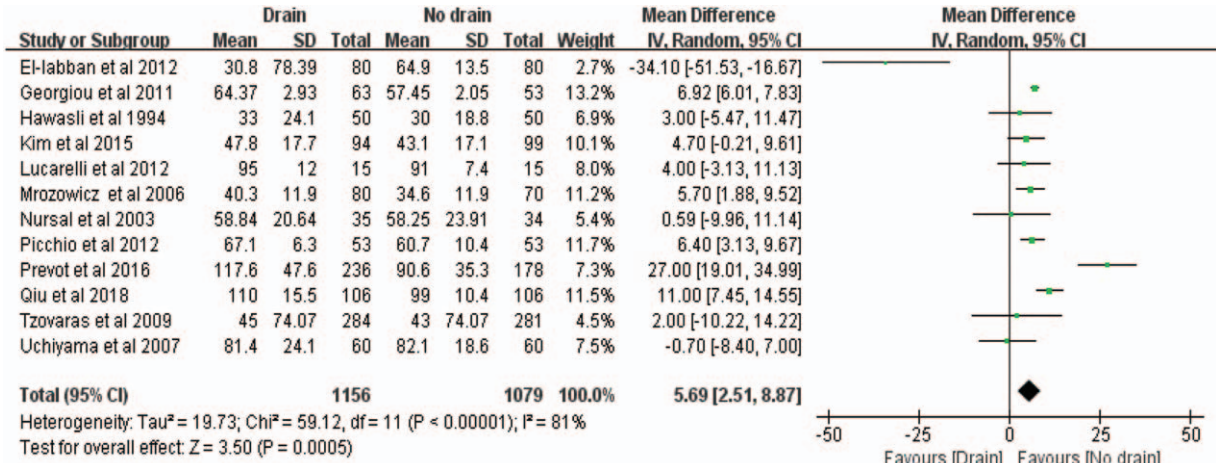 Drain No drain Mean Difference Mean Difference
Study or Subgroup Mean SD Total Mean SD Total Weight IV, Random, 95% CI IV, Random, 95% CI
El-labban et al 2012 30.8 78.39 80 64.9 13.5 80 2.7% -34.10 [-51.53, -16.67]
Georgiou et al 2011 64.37 2.93 63 57.45 2.05 53 13.2% 6.92 [6.01, 7.83]
Hawasli et al 1994 33 24.1 50 30 18.8 50 6.9% 3.00 [-5.47, 11.47]
Kim et al 2015 47.8 17.7 94 43.1 17.1 99 10.1% 4.70 [-0.21, 9.61]
Lucarelli et al 2012 95 12 15 91 7.4 15 8.0% 4.00 [-3.13, 11.13]
Mrozowicz et al 2006 40.3 11.9 80 34.6 11.9 70 11.2% 5.70 [1.88, 9.52]
Nursal et al 2003 58.84 20.64 35 58.25 23.91 34 5.4% 0.59 [-9.96, 11.14]
Picchio et al 2012 67.1 6.3 53 60.7 10.4 53 11.7% 6.40 [3.13, 9.67]
Prevot et al 2016 117.6 47.6 236 90.6 35.3 178 7.3% 27.00 [19.01, 34.99]
Qiu et al 2018 110 15.5 106 99 10.4 106 11.5% 11.00 [7.45, 14.55]
Tzovaras et al 2009 45 74.07 284 43 74.07 281 4.5% 2.00 [-10.22, 14.22]
Uchiyama et al 2007 81.4 24.1 60 82.1 18.6 60 7.5% -0.70 [-8.40, 7.00]
Total (95% CI) 1156 1079 100.0% 5.69 [2.51, 8.87]
Heterogeneity: Tau² = 19.73; Chi² = 59.12, df = 11 (P < 0.00001); I² = 81%
Test for overall effect: Z = 3.50 (P = 0.0005)
-50 -25 0 25 50
Favours [Drain] Favours [No drain]